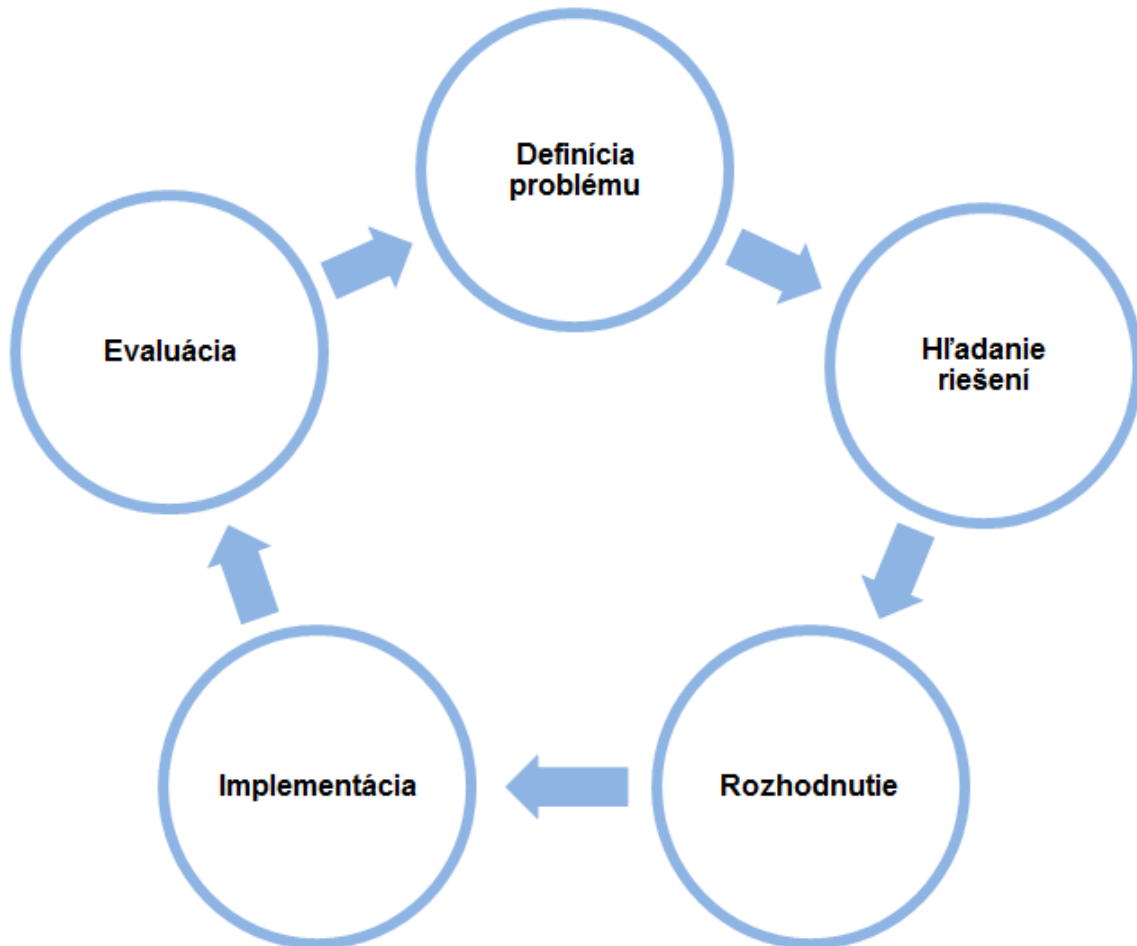 Definícia
problému
Hľadanie
riešení
Rozhodnutie
Implementácia
Evaluácia